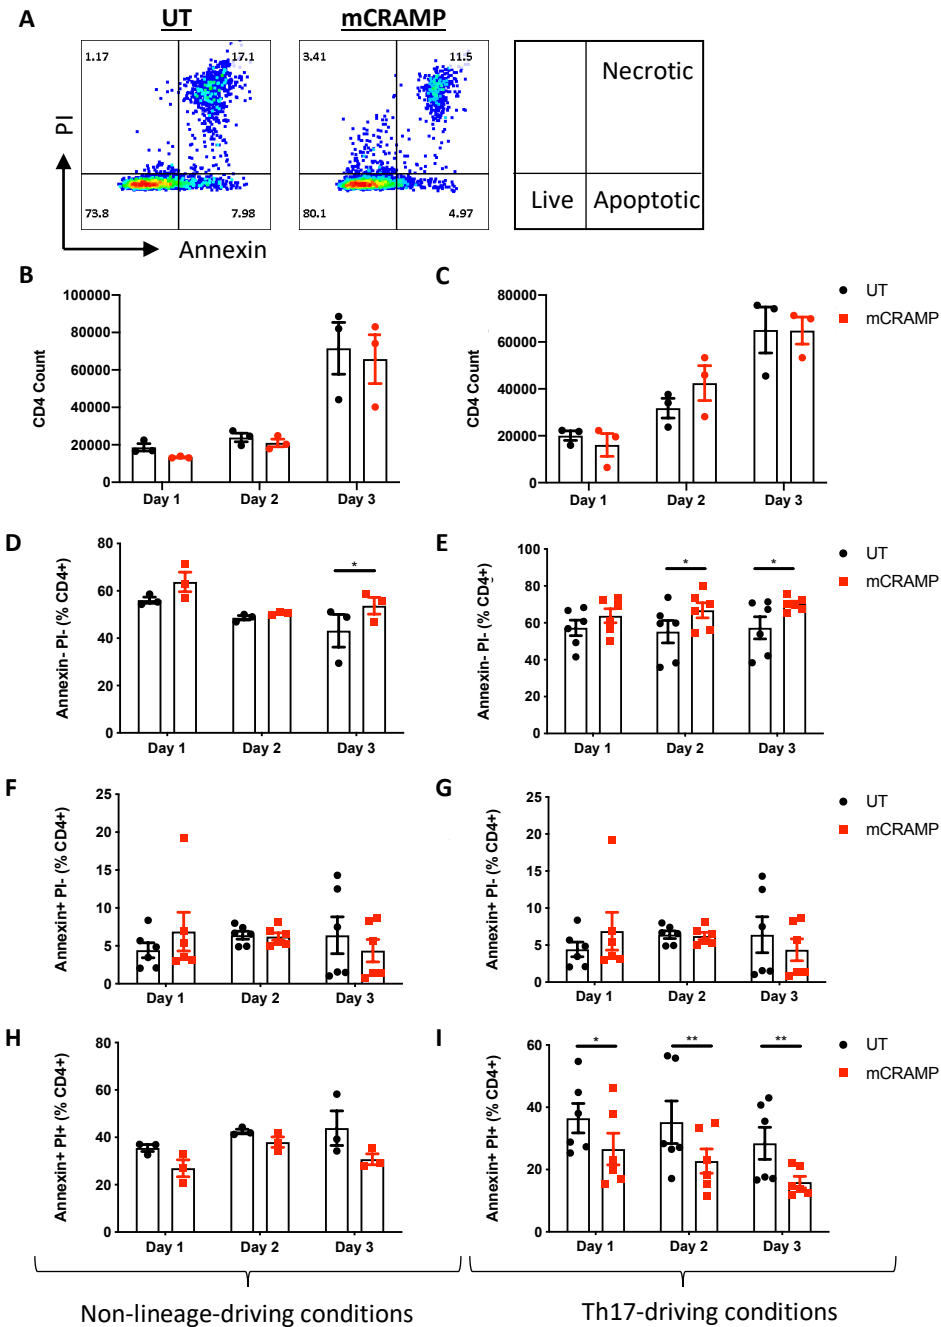 A
UT
mCRAMP
1.17
17.1
73.8
7.98
3.41
11.5
80.1
4.97
Necrotic
Live
Apoptotic
PI
Annexin
B
CD4 Count
100000
80000
60000
40000
20000
0
Day 1
Day 2
Day 3
C
CD4 Count
80000
60000
40000
20000
0
Day 1
Day 2
Day 3
UT
mCRAMP
D
Annexin- PI- (% CD4+)
80
60
40
20
0
*
Day 1
Day 2
Day 3
E
Annexin- PI- (% CD4+)
100
80
60
40
20
0
*
*
Day 1
Day 2
Day 3
UT
mCRAMP
F
Annexin+ PI- (% CD4+)
25
20
15
10
5
0
Day 1
Day 2
Day 3
G
Annexin+ PI- (% CD4+)
25
20
15
10
5
0
Day 1
Day 2
Day 3
UT
mCRAMP
H
Annexin+ PI+ (% CD4+)
80
60
40
20
0
Day 1
Day 2
Day 3
I
Annexin+ PI+ (% CD4+)
60
40
20
0
*
**
**
Day 1
Day 2
Day 3
UT
mCRAMP
Non-lineage-driving conditions
Th17-driving conditions